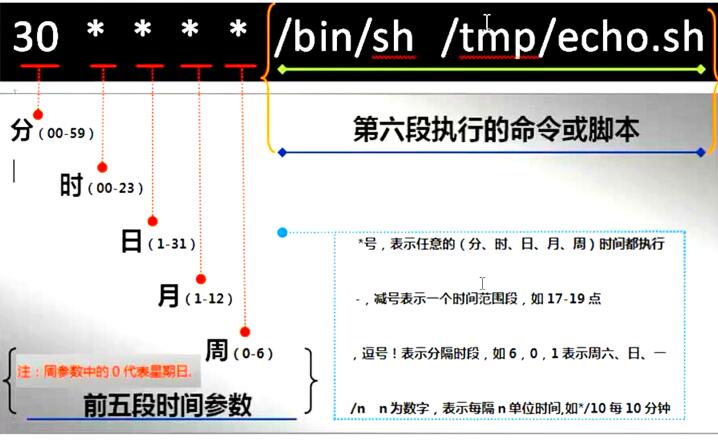 30 * * * * /bin/sh /tmp/echo.sh
分（00-59）
第六段执行的命令或脚本
时（00-23）
日（1-31）
*号，表示任意的（分、时、日、月、周）时间都执行
月（1-12）
-，减号表示一个时间范围段，如 17-19 点
周（0-6）
，逗号！表示分隔时段，如 6，0，1 表示周六、日、一
注：周参数中的 0 代表星期日.
前五段时间参数
/n n 为数字，表示每隔 n 单位时间,如*/10 每 10 分钟